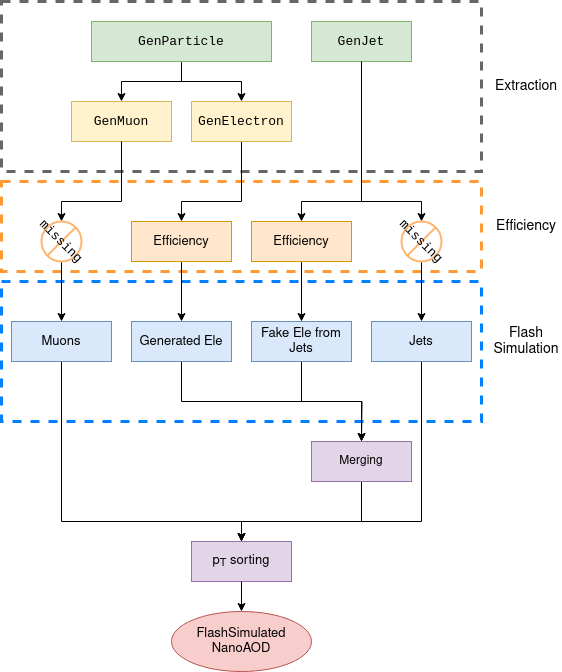 GenParticle
GenJet
Extraction
GenMuon
GenElectron
missing
Efficiency
Efficiency
missing
Efficiency
Muons
Generated Ele
Fake Ele from
Jets
Jets
Flash
Simulation
Merging
pT sorting
FlashSimulated
NanoAOD